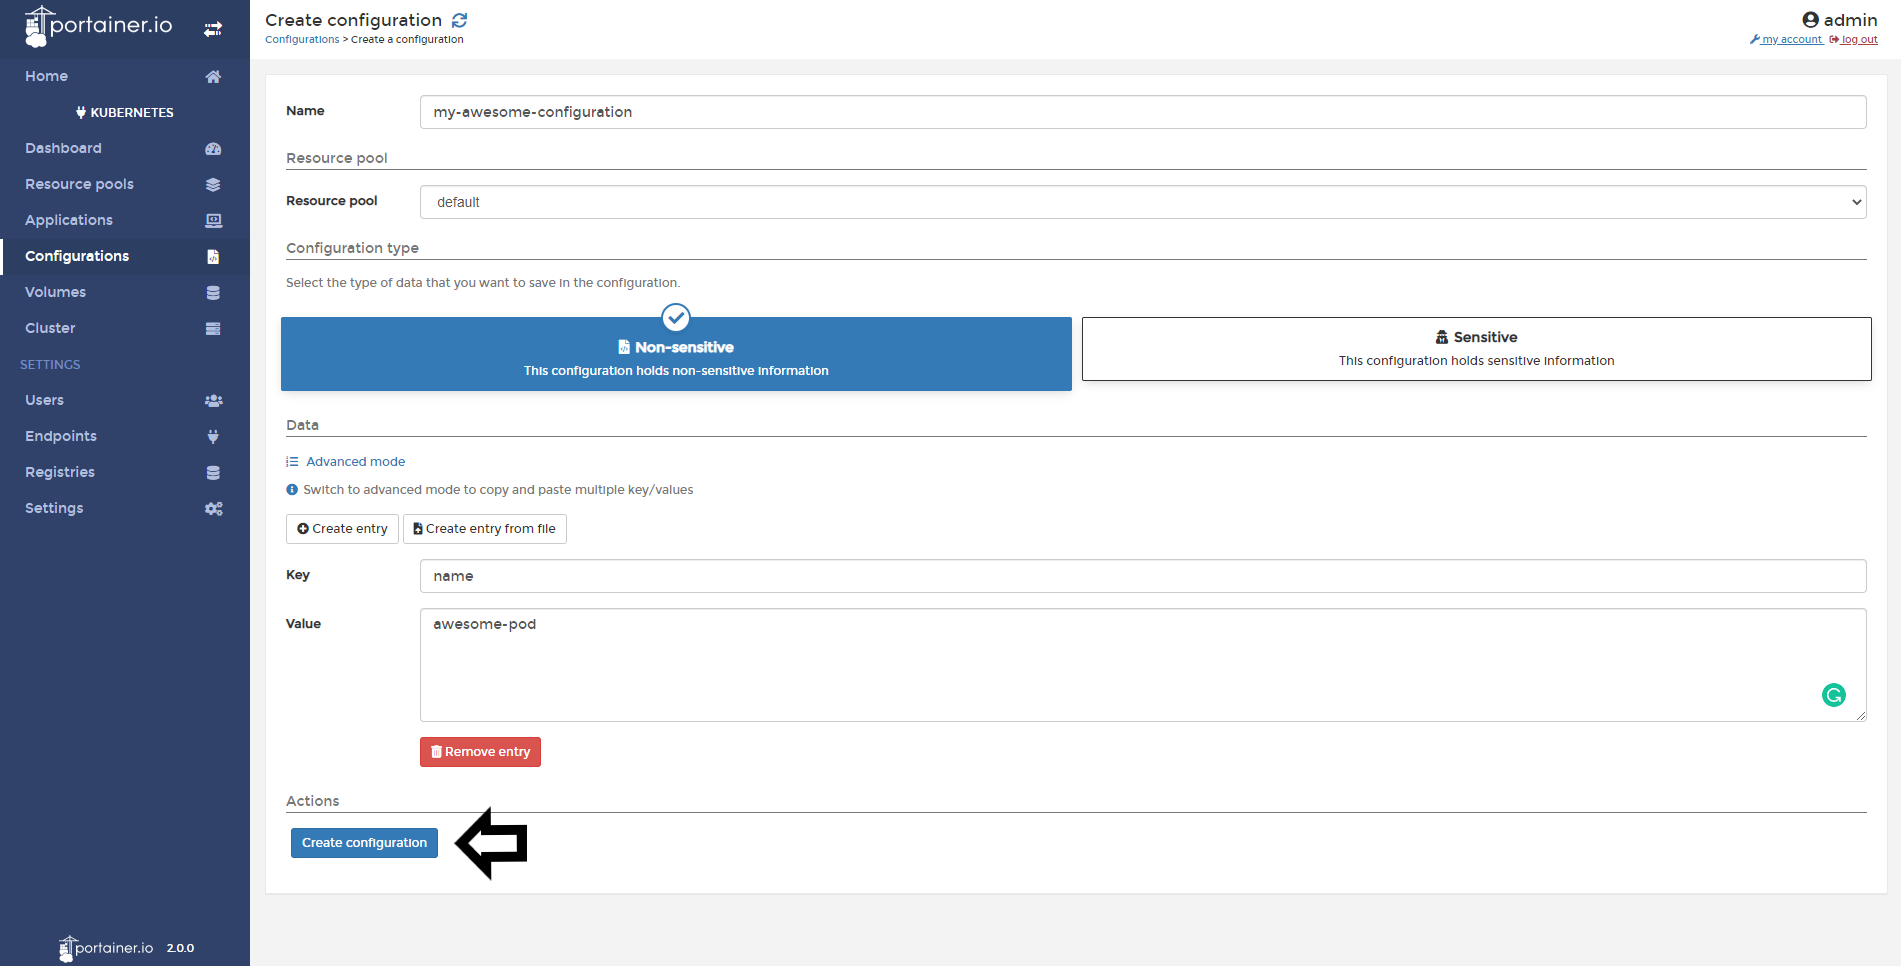 portainer.io
Home
KUBERNETES
Dashboard
Resource pools
Applications
Configurations
Volumes
Cluster
SETTINGS
Users
Endpoints
Registries
Settings
portainer.io 2.0.0
Create configuration
Configurations > Create a configuration
admin
my account log out
Name my-awesome-configuration
Resource pool
Resource pool default
Configuration type
Select the type of data that you want to save in the configuration.
Non-sensitive
This configuration holds non-sensitive information
Sensitive
This configuration holds sensitive information
Data
Advanced mode
Switch to advanced mode to copy and paste multiple key/values
Create entry Create entry from file
Key name
Value awesome-pod
Remove entry
Actions
Create configuration